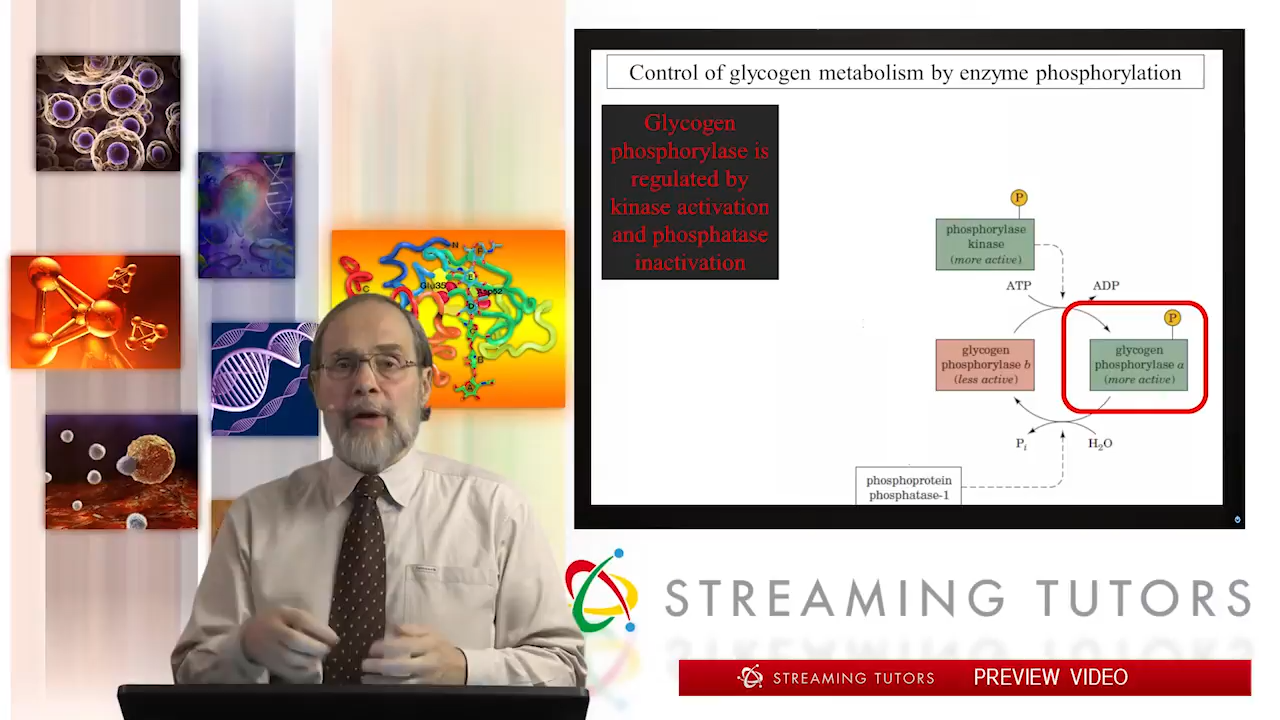 Control of glycogen metabolism by enzyme phosphorylation
Glycogen
phosphorylase is
regulated by
kinase activation
and phosphatase
inactivation
P
phosphorylase
kinase
(more active)
ATP
ADP
P
glycogen
phosphorylase b
(less active)
glycogen
phosphorylase a
(more active)
Pi
H2O
phosphoprotein
phosphatase-1
N
E
C
Glu35
Asp52
D
C
B
STREAMING TUTORS
STREAMING TUTORS
PREVIEW VIDEO